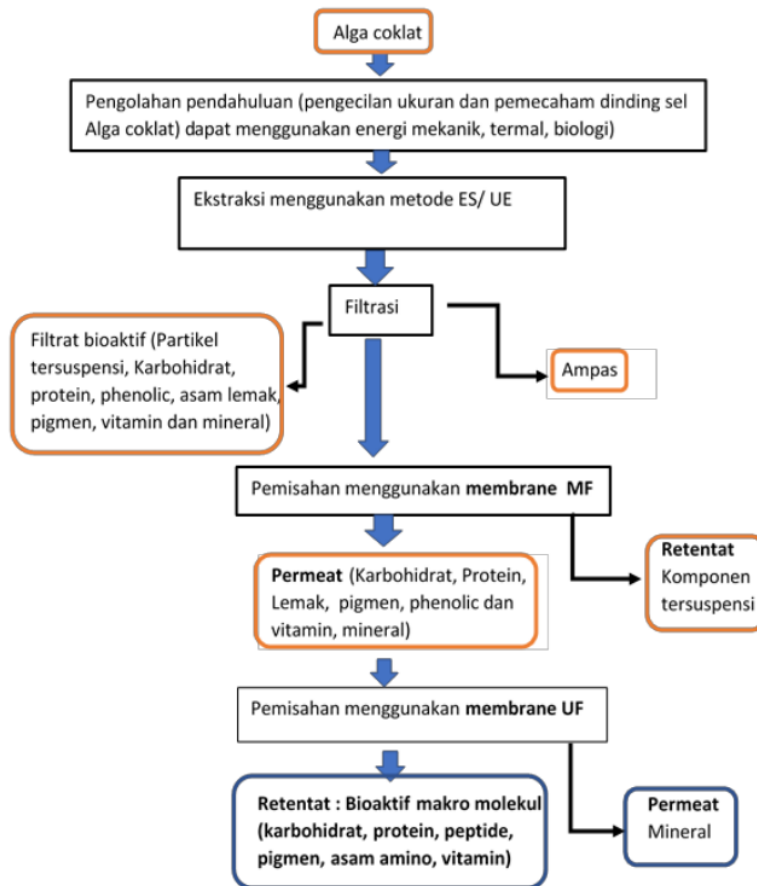 Alga coklat
Pengolahan pendahuluan (pengecilan ukuran dan pemecaham dinding sel
Alga coklat) dapat menggunakan energi mekanik, termal, biologi)
Ekstraksi menggunakan metode ES/ UE
Filtrasi
Filtrat bioaktif (Partikel
tersuspensi, Karbohidrat,
protein, phenolic, asam lemak,
pigmen, vitamin dan mineral)
Ampas
Pemisahan menggunakan membrane MF
Retentat
Komponen
tersuspensi
Permeat (Karbohidrat, Protein,
Lemak, pigmen, phenolic dan
vitamin, mineral)
Pemisahan menggunakan membrane UF
Retentat : Bioaktif makro molekul
(karbohidrat, protein, peptide,
pigmen, asam amino, vitamin)
Permeat
Mineral